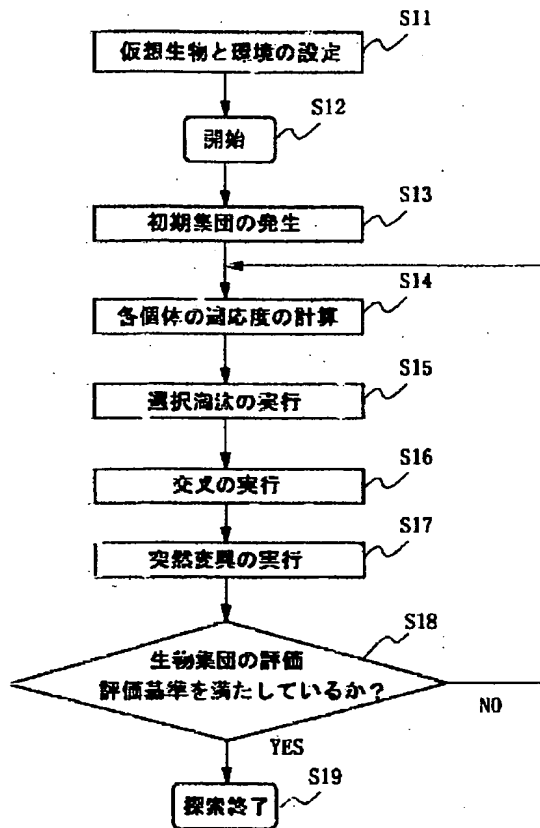 S11
仮想生物と環境の設定
S12
開始
S13
初期集団の発生
S14
各個体の適応度の計算
S15
選択淘汰の実行
S16
交叉の実行
S17
突然変異の実行
S18
生物集団の評価
評価基準を満たしているか?
NO
YES
S19
探索終了